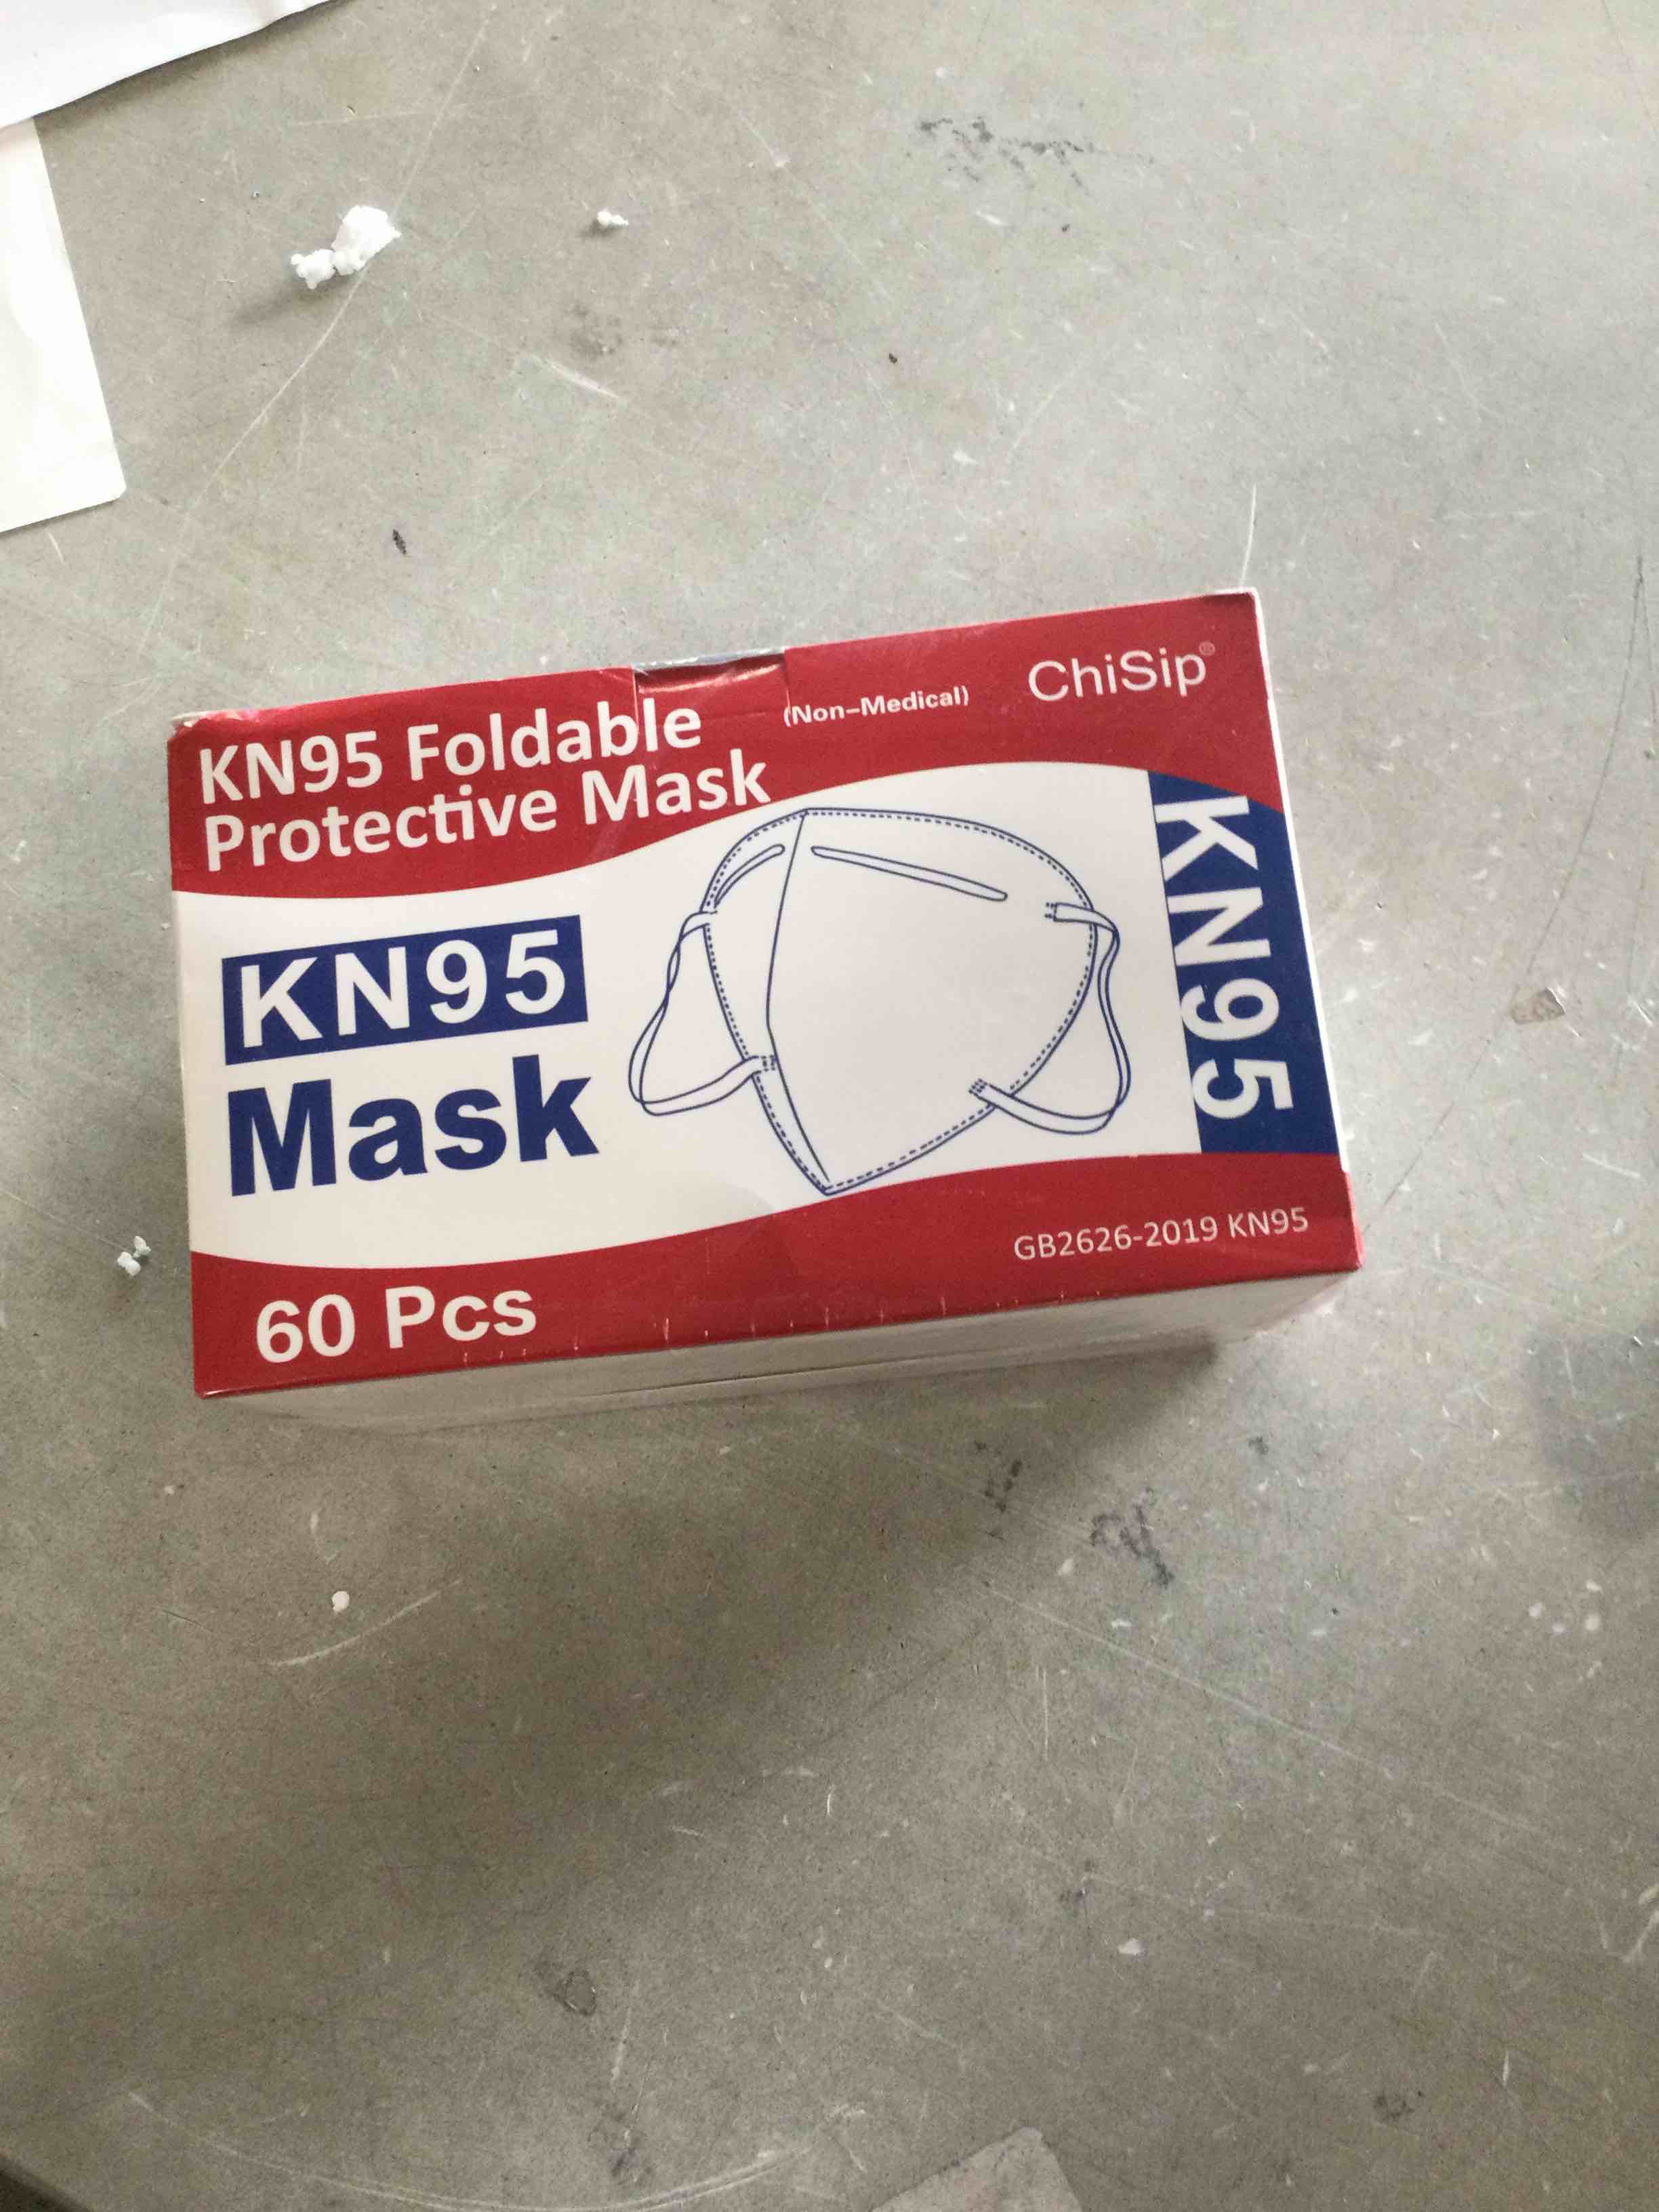 KN95 Foldable
Protective Mask
(Non-Medical)
ChiSip®
KN95
Mask
KN95
60 Pcs
GB2626-2019 KN95